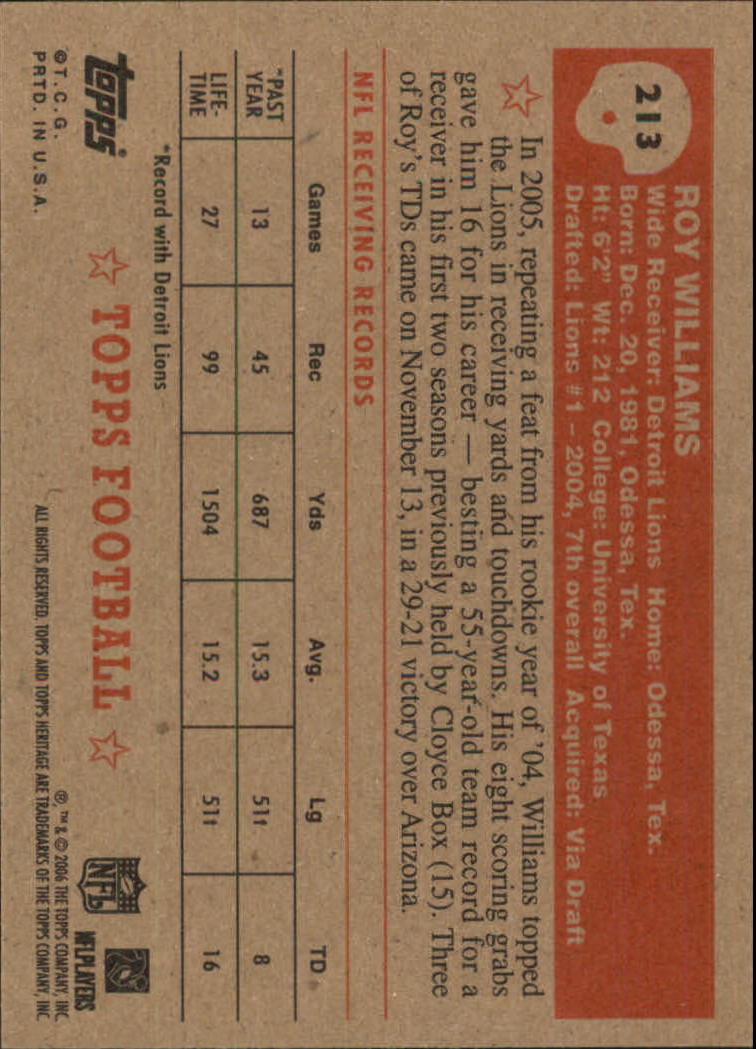 213
ROY WILLIAMS
Wide Receiver: Detroit Lions Home: Odessa, Tex.
Born: Dec. 20, 1981, Odessa, Tex.
Ht: 6'2" Wt: 212 College: University of Texas
Drafted: Lions #1 – 2004, 7th overall Acquired: Via Draft
In 2005, repeating a feat from his rookie year of '04, Williams topped
the Lions in receiving yards and touchdowns. His eight scoring grabs
gave him 16 for his career — besting a 55-year-old team record for a
receiver in his first two seasons previously held by Cloyce Box (15). Three
of Roy's TDs came on November 13, in a 29-21 victory over Arizona.
NFL RECEIVING RECORDS
Games Rec Yds Avg. Lg TD
*PAST YEAR 13 45 687 15.3 51t 8
LIFE-TIME 27 99 1504 15.2 51t 16
*Record with Detroit Lions
topps®
TOPPS FOOTBALL
NFL
NFLPLAYERS
©T.C.G.
PRTD. IN U.S.A.
®, ™ & © 2006 THE TOPPS COMPANY, INC.
ALL RIGHTS RESERVED. TOPPS AND TOPPS HERITAGE ARE TRADEMARKS OF THE TOPPS COMPANY, INC.